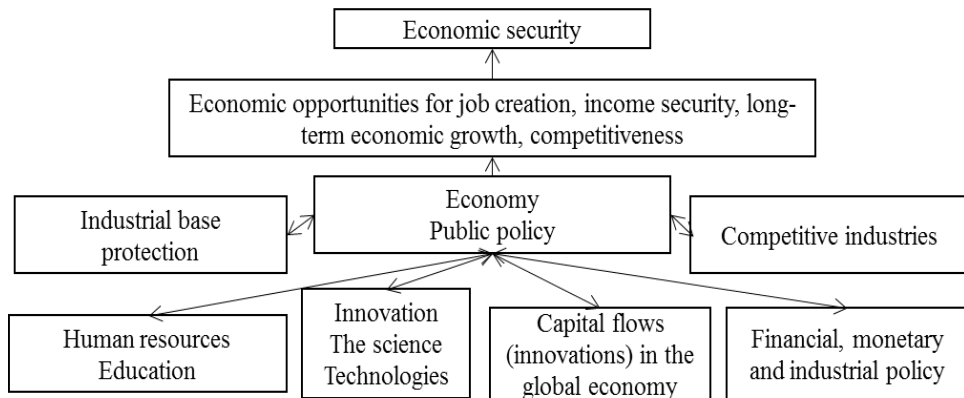 Economic security
Economic opportunities for job creation, income security, long-
term economic growth, competitiveness
Economy
Public policy
Industrial base
protection
Competitive industries
Human resources
Education
Innovation
The science
Technologies
Capital flows
(innovations) in the
global economy
Financial, monetary
and industrial policy